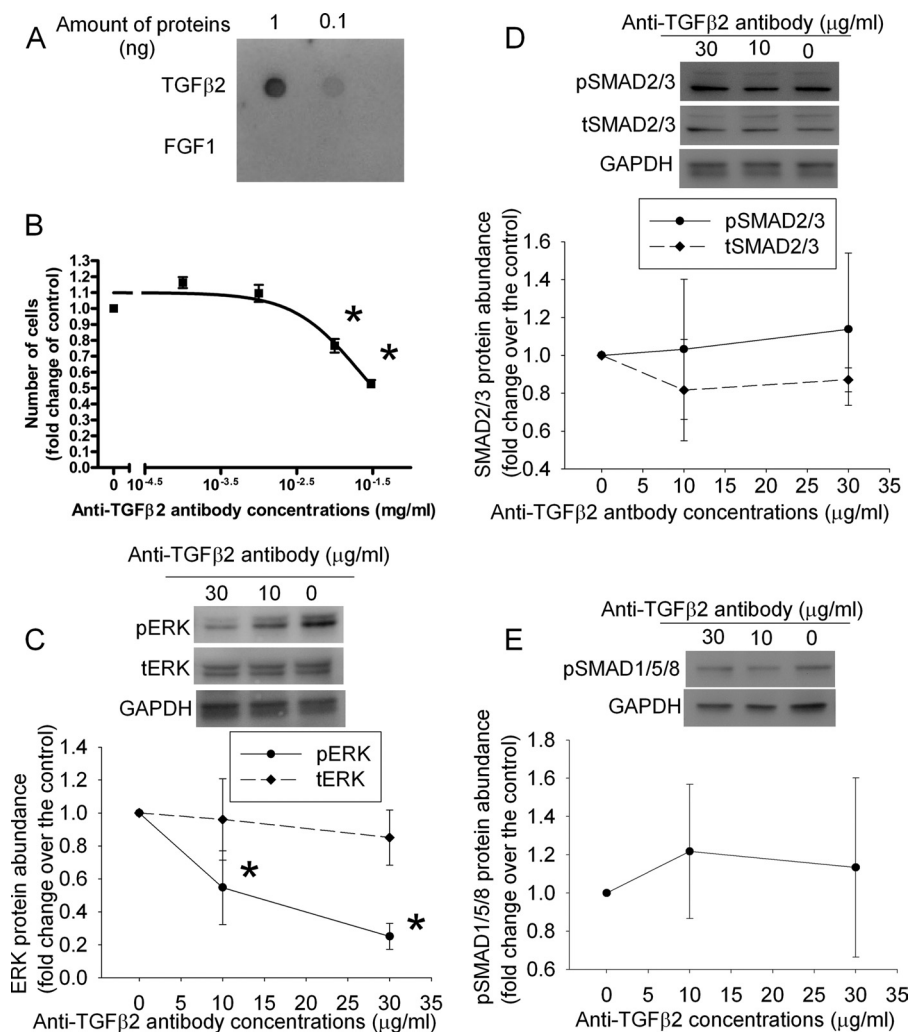 A
Amount of proteins
(ng)
1 0.1
TGFβ2
FGF1
B
Number of cells
(fold change of control)
1.3
1.2
1.1
1.0
0.9
0.8
0.7
0.6
0.5
0.4
0.3
0.2
0.1
0.0
* *
0 10-4.5 10-3.5 10-2.5 10-1.5
Anti-TGFβ2 antibody concentrations (mg/ml)
C
Anti-TGFβ2 antibody (μg/ml)
30 10 0
pERK
tERK
GAPDH
ERK protein abundance
(fold change over the control)
1.4
1.2
1.0
0.8
0.6
0.4
0.2
0.0
pERK
tERK
* *
0 5 10 15 20 25 30 35
Anti-TGFβ2 antibody concentrations (μg/ml)
D
Anti-TGFβ2 antibody (μg/ml)
30 10 0
pSMAD2/3
tSMAD2/3
GAPDH
SMAD2/3 protein abundance
(fold change over the control)
1.6
1.4
1.2
1.0
0.8
0.6
0.4
pSMAD2/3
tSMAD2/3
0 5 10 15 20 25 30 35
Anti-TGFβ2 antbody concentrations (μg/ml)
E
Anti-TGFβ2 antibody μg/ml)
30 10 0
pSMAD1/5/8
GAPDH
pSMAD1/5/8 protein abundance
(fold change over the control)
1.8
1.6
1.4
1.2
1.0
0.8
0.6
0 5 10 15 20 25 30 35
Anti-TGFβ2 antibody concentrations (μg/ml)